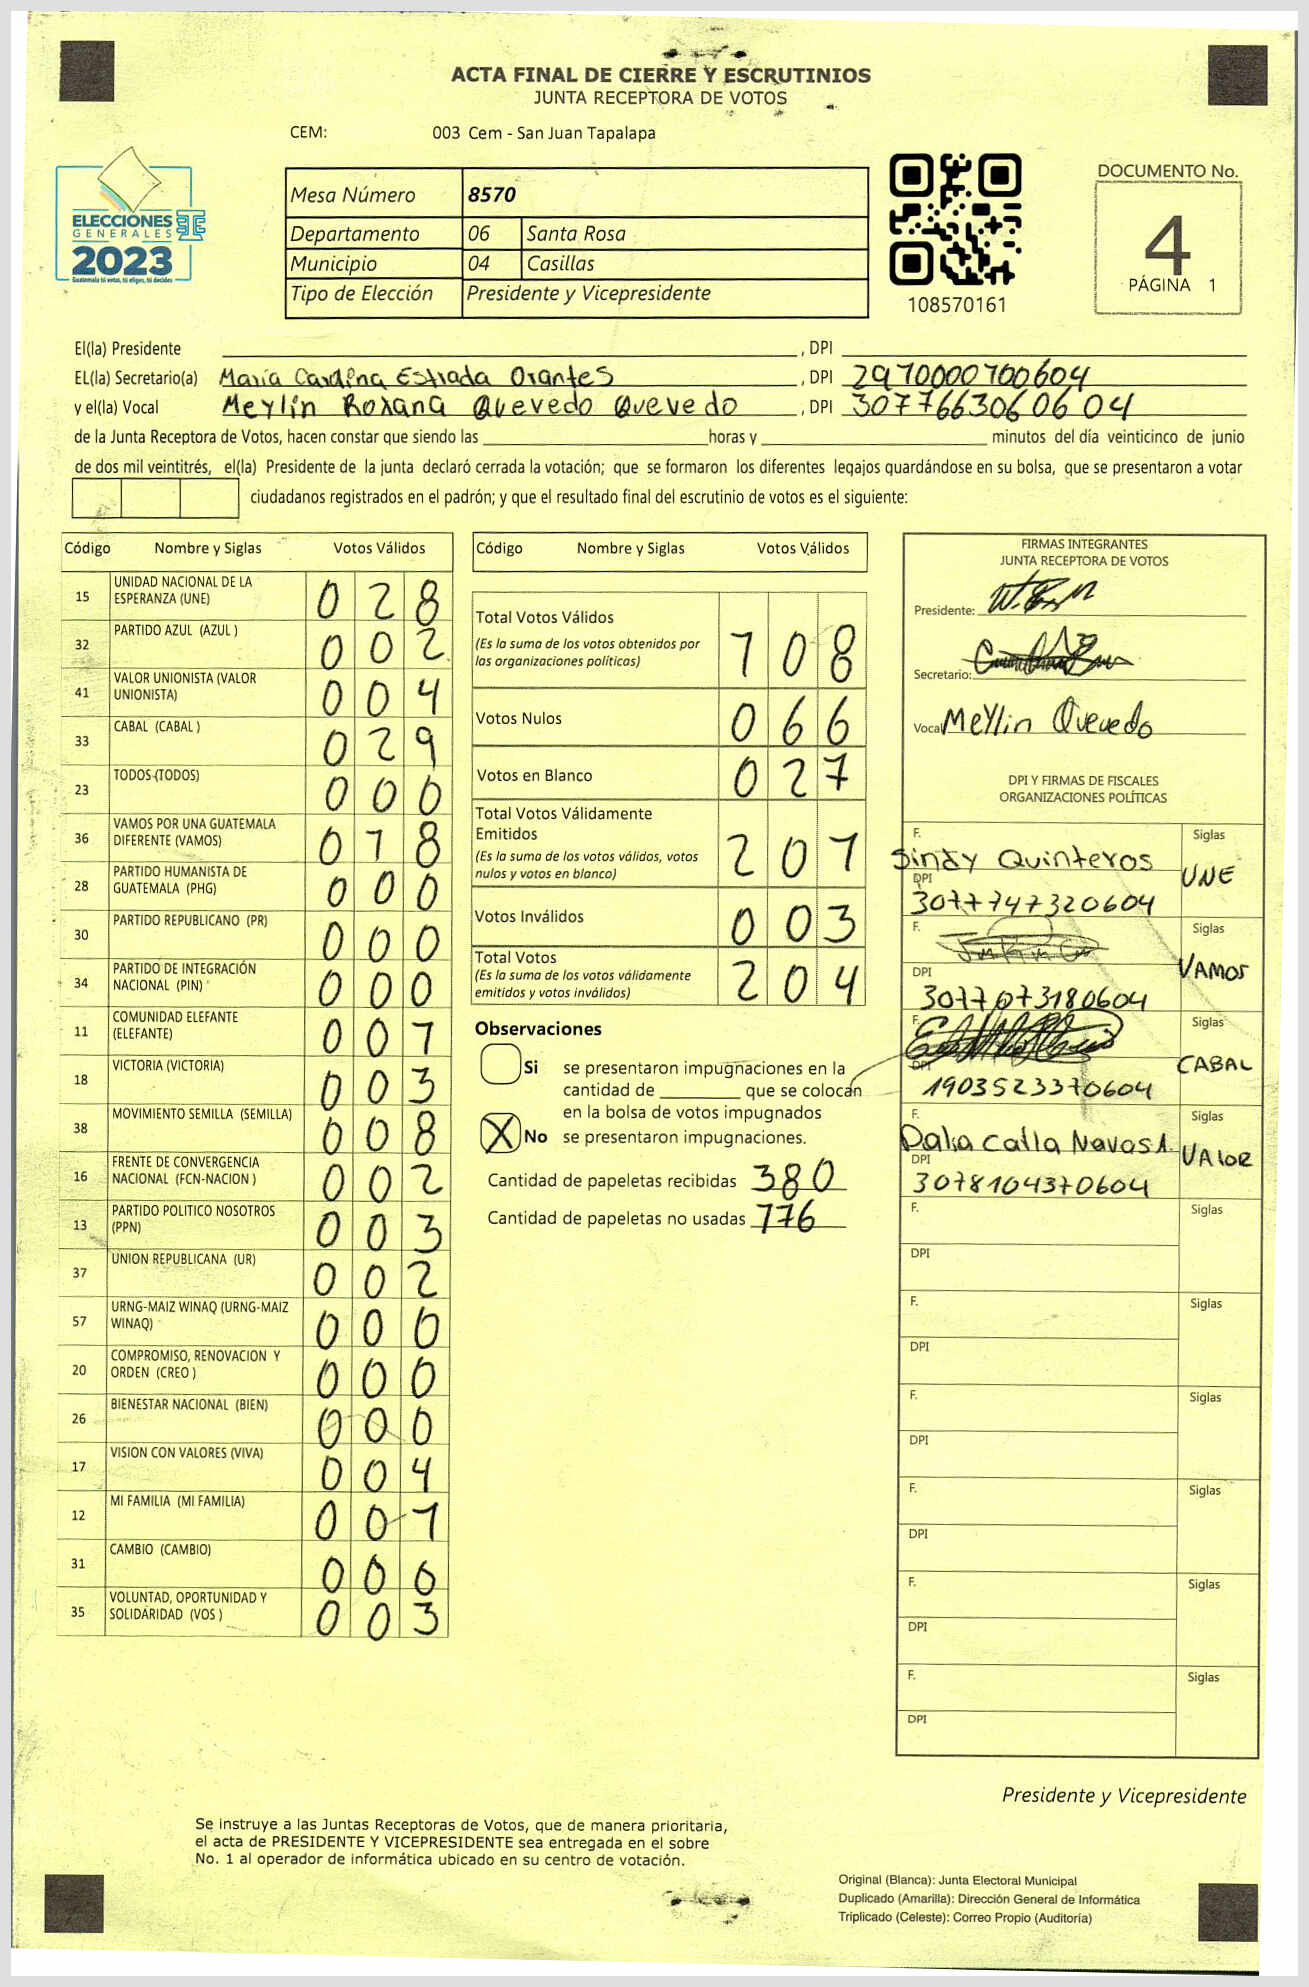 ACTA FINAL DE CIERRE Y ESCRUTINIOS
JUNTA RECEPTORA DE VOTOS
CEM: 003 Cem - San Juan Tapalapa
ELECCIONES
GENERALES
2023
Guatemala tú votas, tú eliges, tú decides
Mesa Número 8570
Departamento 06 Santa Rosa
Municipio 04 Casillas
Tipo de Elección Presidente y Vicepresidente
108570161
DOCUMENTO No.
4
PÁGINA 1
El(la) Presidente , DPI
EL(la) Secretario(a) María Carolina Estrada Orantes , DPI 2970000700604
y el(la) Vocal Meylin Roxana Quevedo Quevedo , DPI 3077663060604
de la Junta Receptora de Votos, hacen constar que siendo las horas y minutos del día veinticinco de junio
de dos mil veintitrés, el(la) Presidente de la junta declaró cerrada la votación; que se formaron los diferentes legajos guardándose en su bolsa, que se presentaron a votar
ciudadanos registrados en el padrón; y que el resultado final del escrutinio de votos es el siguiente:
Código Nombre y Siglas Votos Válidos
15 UNIDAD NACIONAL DE LA ESPERANZA (UNE) 0 2 8
32 PARTIDO AZUL (AZUL ) 0 0 2
41 VALOR UNIONISTA (VALOR UNIONISTA) 0 0 4
33 CABAL (CABAL ) 0 2 9
23 TODOS (TODOS) 0 0 0
36 VAMOS POR UNA GUATEMALA DIFERENTE (VAMOS) 0 1 8
28 PARTIDO HUMANISTA DE GUATEMALA (PHG) 0 0 0
30 PARTIDO REPUBLICANO (PR) 0 0 0
34 PARTIDO DE INTEGRACIÓN NACIONAL (PIN) 0 0 0
11 COMUNIDAD ELEFANTE (ELEFANTE) 0 0 1
18 VICTORIA (VICTORIA) 0 0 3
38 MOVIMIENTO SEMILLA (SEMILLA) 0 0 8
16 FRENTE DE CONVERGENCIA NACIONAL (FCN-NACION ) 0 0 2
13 PARTIDO POLITICO NOSOTROS (PPN) 0 0 3
37 UNION REPUBLICANA (UR) 0 0 2
57 URNG-MAIZ WINAQ (URNG-MAIZ WINAQ) 0 0 0
20 COMPROMISO, RENOVACION Y ORDEN (CREO ) 0 0 0
26 BIENESTAR NACIONAL (BIEN) 0 0 0
17 VISION CON VALORES (VIVA) 0 0 4
12 MI FAMILIA (MI FAMILIA) 0 0 1
31 CAMBIO (CAMBIO) 0 0 0
35 VOLUNTAD, OPORTUNIDAD Y SOLIDARIDAD (VOS ) 0 0 3
Código Nombre y Siglas Votos Válidos
Total Votos Válidos 1 0 8
(Es la suma de los votos obtenidos por
las organizaciones políticas)
Votos Nulos 0 6 6
Votos en Blanco 0 2 7
Total Votos Válidamente
Emitidos 2 0 1
(Es la suma de los votos válidos, votos
nulos y votos en blanco)
Votos Inválidos 0 0 3
Total Votos 2 0 4
(Es la suma de los votos válidamente
emitidos y votos inválidos)
Observaciones
Si se presentaron impugnaciones en la
cantidad de que se colocan
en la bolsa de votos impugnados
X No se presentaron impugnaciones.
Cantidad de papeletas recibidas 380
Cantidad de papeletas no usadas 176
FIRMAS INTEGRANTES
JUNTA RECEPTORA DE VOTOS
Presidente:
Secretario:
Vocal Meylin Quevedo
DPI Y FIRMAS DE FISCALES
ORGANIZACIONES POLÍTICAS
F. Sindy Quinteros Siglas UNE
DPI 3077747320604
F. Siglas VAMOS
DPI 3077073180604
F. Siglas CABAL
DPI 1903523370604
F. Dalia Navas Siglas VALOR
DPI 3078104370604
F. Siglas
DPI
F. Siglas
DPI
F. Siglas
DPI
F. Siglas
DPI
F. Siglas
DPI
F. Siglas
DPI
Presidente y Vicepresidente
Se instruye a las Juntas Receptoras de Votos, que de manera prioritaria,
el acta de PRESIDENTE Y VICEPRESIDENTE sea entregada en el sobre
No. 1 al operador de informática ubicado en su centro de votación.
Original (Blanca): Junta Electoral Municipal
Duplicado (Amarilla): Dirección General de Informática
Triplicado (Celeste): Correo Propio (Auditoría)